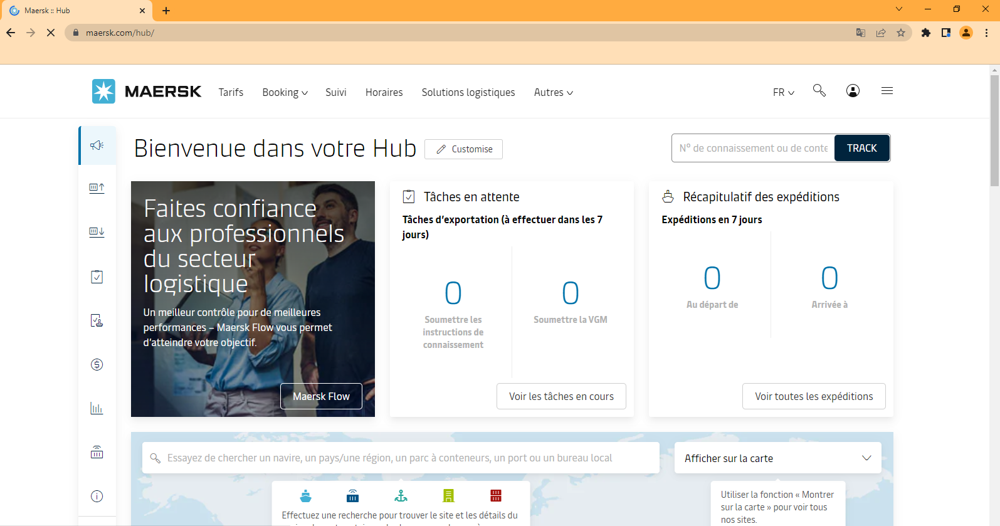 Maersk :: Hub
maersk.com/hub/
MAERSK
Tarifs
Booking
Suivi
Horaires
Solutions logistiques
Autres
FR
Bienvenue dans votre Hub
Customise
N° de connaissement ou de conte
TRACK
Faites confiance
aux professionnels
du secteur
logistique
Un meilleur contrôle pour de meilleures
performances – Maersk Flow vous permet
d’atteindre votre objectif.
Maersk Flow
Tâches en attente
Tâches d’exportation (à effectuer dans les 7
jours)
0
Soumettre les
instructions de
connaissement
0
Soumettre la VGM
Voir les tâches en cours
Récapitulatif des expéditions
Expéditions en 7 jours
0
Au départ de
0
Arrivée à
Voir toutes les expéditions
Essayez de chercher un navire, un pays/une région, un parc à conteneurs, un port ou un bureau local
Afficher sur la carte
Effectuez une recherche pour trouver le site et les détails du
Utiliser la fonction « Montrer
sur la carte » pour voir tous
nos sites.